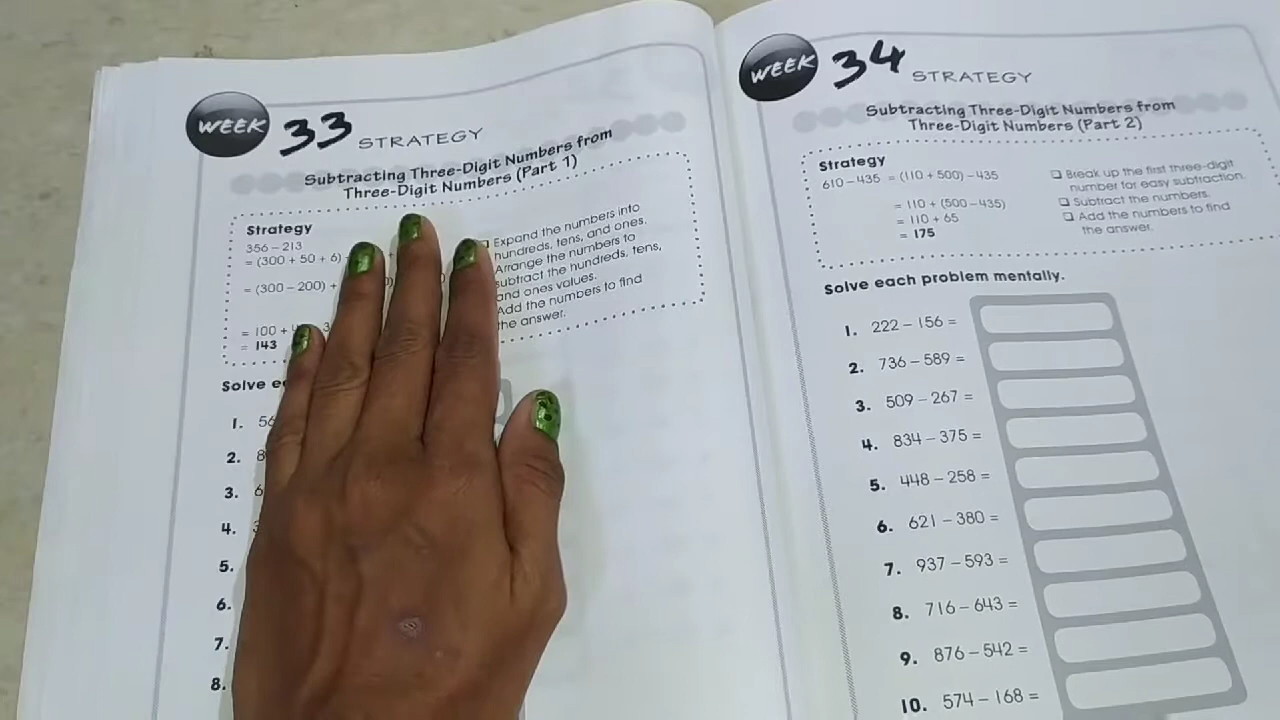 WEEK 33 STRATEGY
Subtracting Three-Digit Numbers from
Three-Digit Numbers (Part 1)
Strategy
356 – 213
= (300 + 50 + 6)
= (300 – 200) +
= 100 +
= 143
❑ Expand the numbers into
hundreds, tens, and ones.
Arrange the numbers to
subtract the hundreds, tens,
and ones values.
Add the numbers to find
the answer.
Solve
1. 56
2. 8
3. 6
4. 3
5.
6.
7.
8.
WEEK 34 STRATEGY
Subtracting Three-Digit Numbers from
Three-Digit Numbers (Part 2)
Strategy
610 – 435 = (110 + 500) – 435
= 110 + (500 – 435)
= 110 + 65
= 175
❑ Break up the first three-digit
number for easy subtraction.
❑ Subtract the numbers.
❑ Add the numbers to find
the answer.
Solve each problem mentally.
1. 222 – 156 =
2. 736 – 589 =
3. 509 – 267 =
4. 834 – 375 =
5. 448 – 258 =
6. 621 – 380 =
7. 937 – 593 =
8. 716 – 643 =
9. 876 – 542 =
10. 574 – 168 =